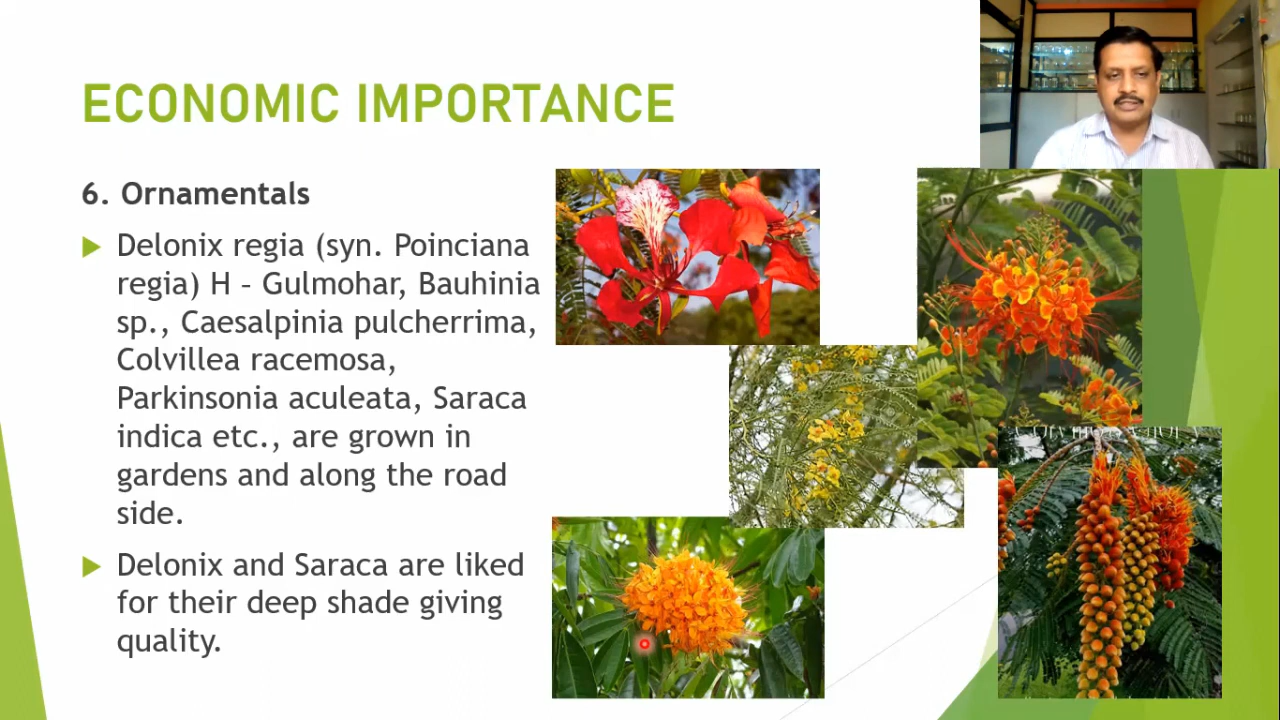 ECONOMIC IMPORTANCE
6. Ornamentals
Delonix regia (syn. Poinciana
regia) H - Gulmohar, Bauhinia
sp., Caesalpinia pulcherrima,
Colvillea racemosa,
Parkinsonia aculeata, Saraca
indica etc., are grown in
gardens and along the road
side.
Delonix and Saraca are liked
for their deep shade giving
quality.